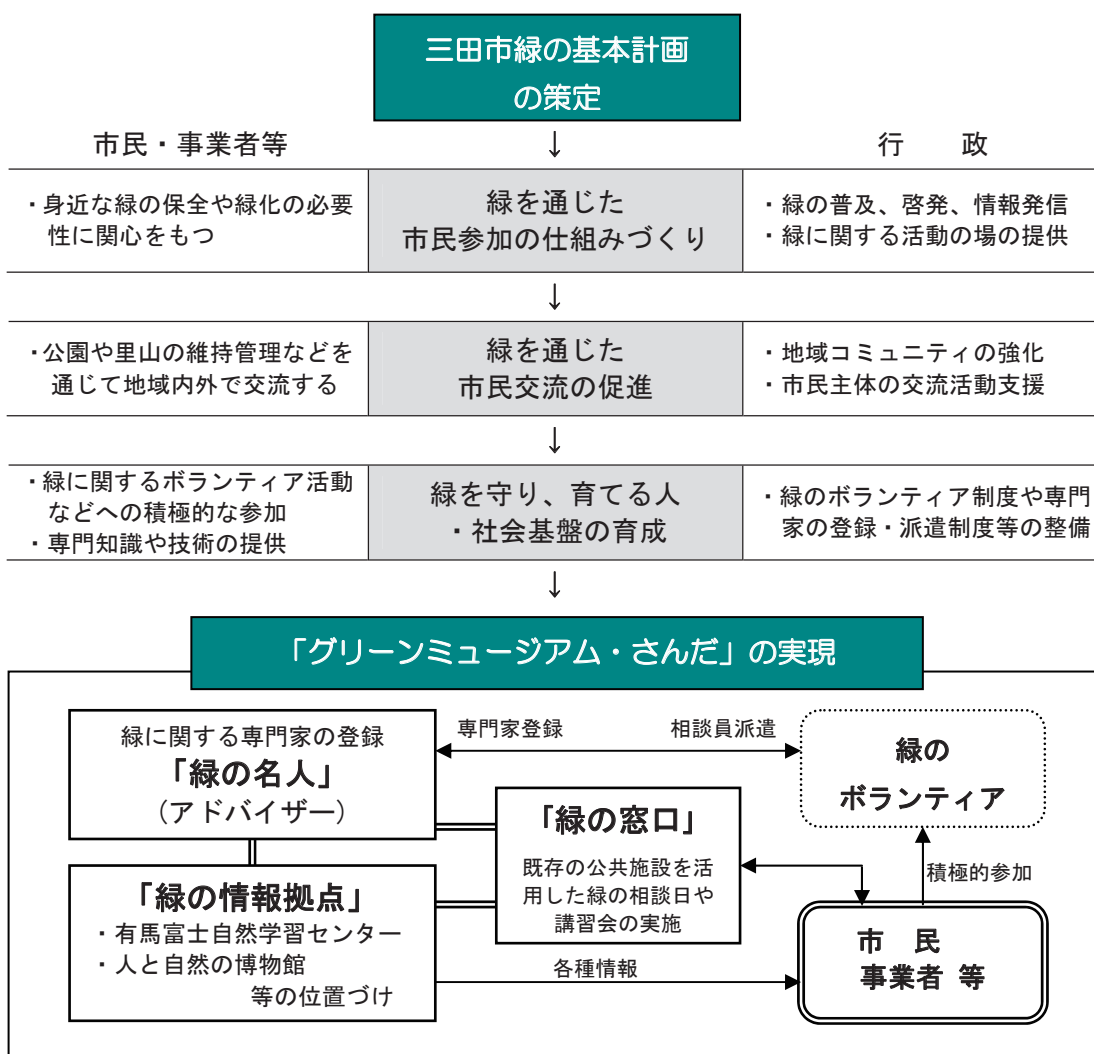 三田市緑の基本計画
の策定
市民・事業者等
↓
行　政
・身近な緑の保全や緑化の必要
性に関心をもつ
緑を通じた
市民参加の仕組みづくり
・緑の普及、啓発、情報発信
・緑に関する活動の場の提供
↓
・公園や里山の維持管理などを
通じて地域内外で交流する
緑を通じた
市民交流の促進
・地域コミュニティの強化
・市民主体の交流活動支援
↓
・緑に関するボランティア活動
などへの積極的な参加
・専門知識や技術の提供
緑を守り、育てる人
・社会基盤の育成
・緑のボランティア制度や専門
家の登録・派遣制度等の整備
↓
「グリーンミュージアム・さんだ」の実現
緑に関する専門家の登録
「緑の名人」
（アドバイザー）
専門家登録
相談員派遣
緑の
ボランティア
「緑の窓口」
既存の公共施設を活
用した緑の相談日や
講習会の実施
積極的参加
「緑の情報拠点」
・有馬富士自然学習センター
・人と自然の博物館
等の位置づけ
各種情報
市　民
事業者 等